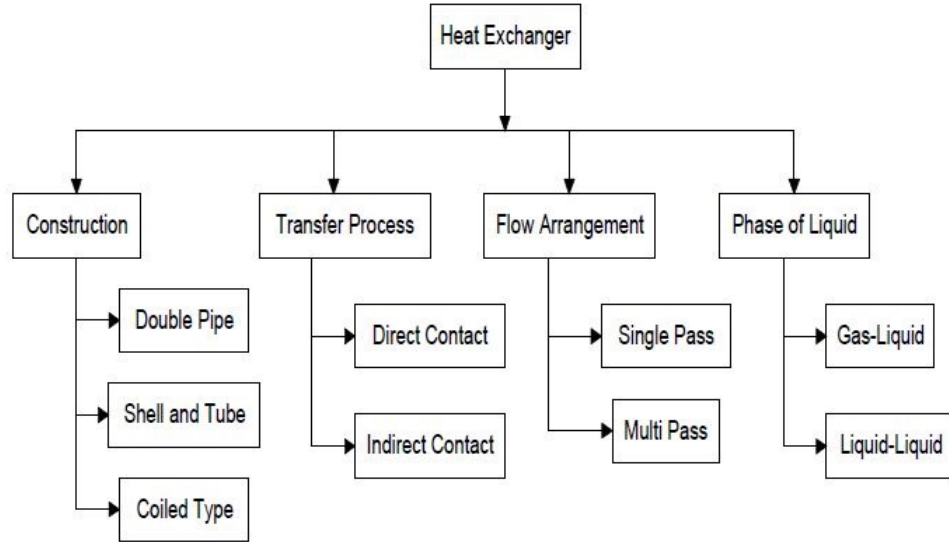 Heat Exchanger
Construction
Transfer Process
Flow Arrangement
Phase of Liquid
Double Pipe
Shell and Tube
Coiled Type
Direct Contact
Indirect Contact
Single Pass
Multi Pass
Gas-Liquid
Liquid-Liquid